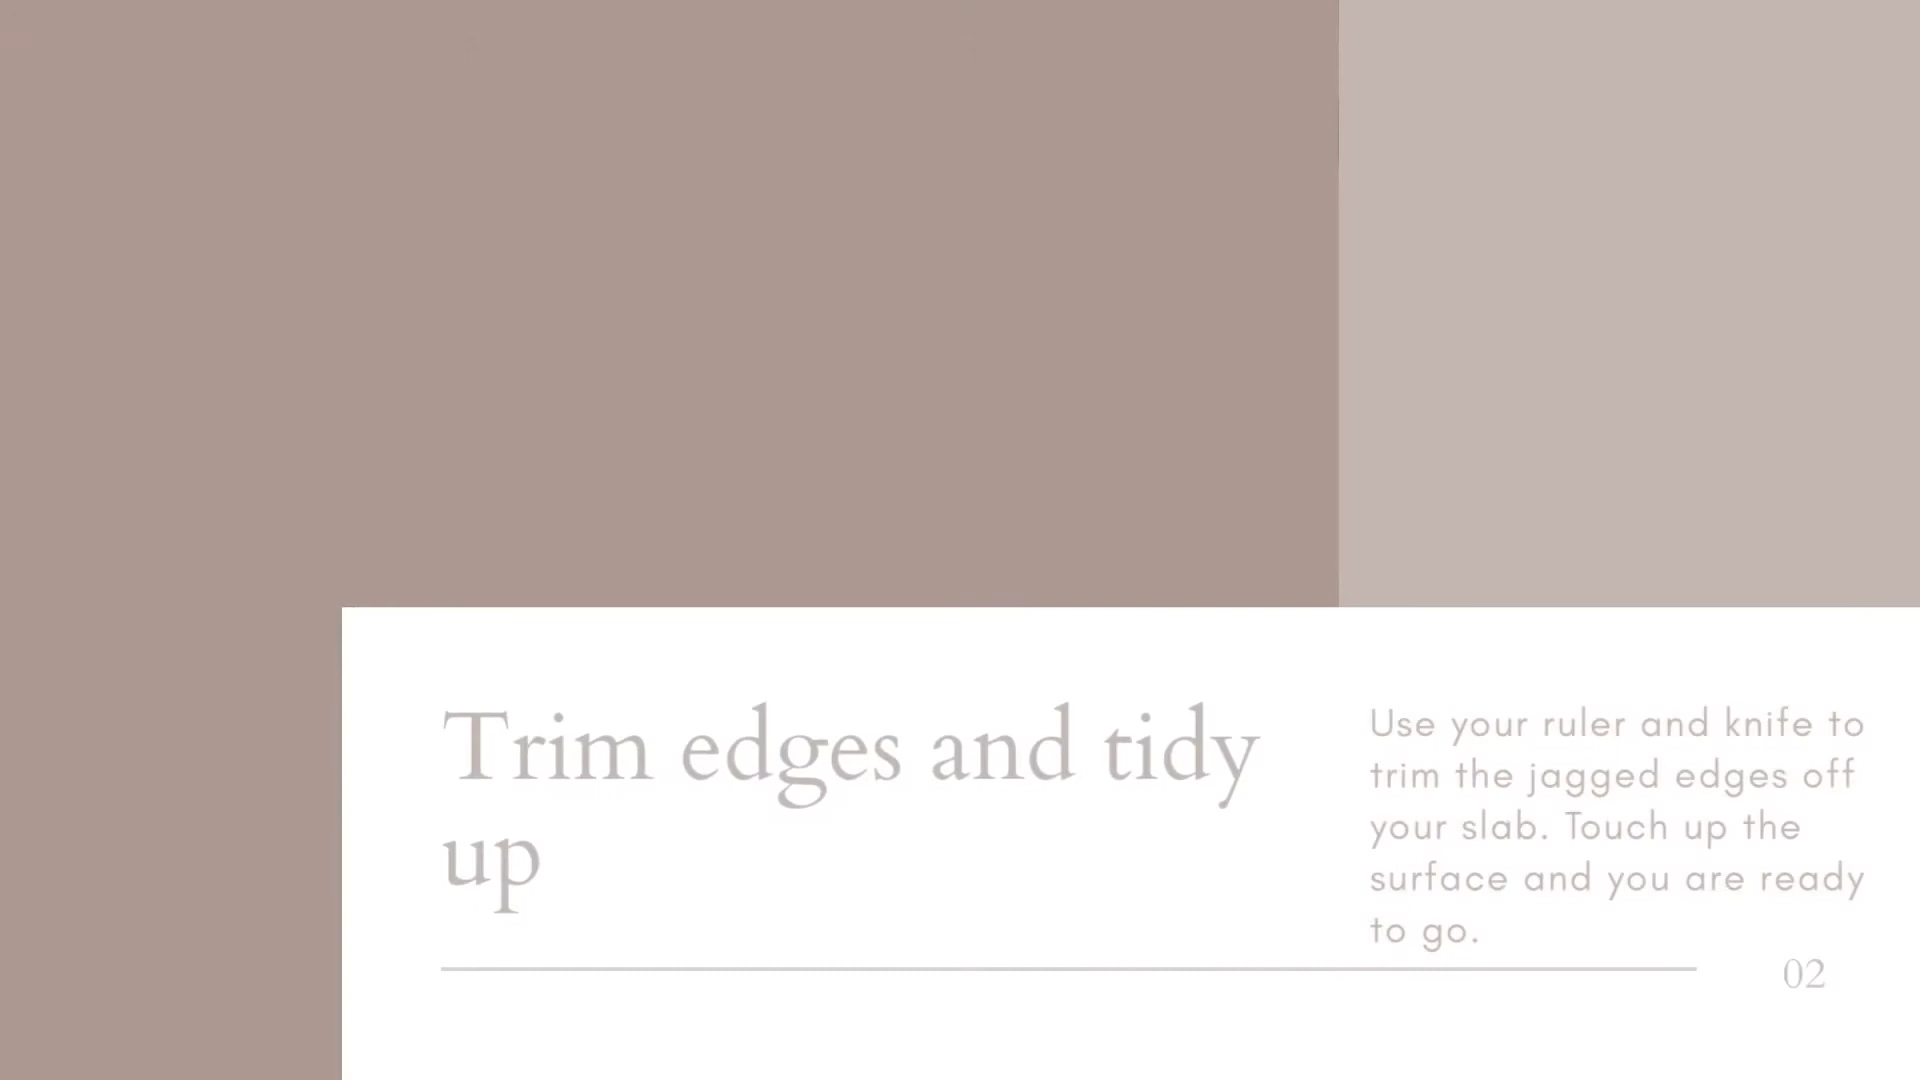 Trim edges and tidy
up
Use your ruler and knife to
trim the jagged edges off
your slab. Touch up the
surface and you are ready
to go.
02